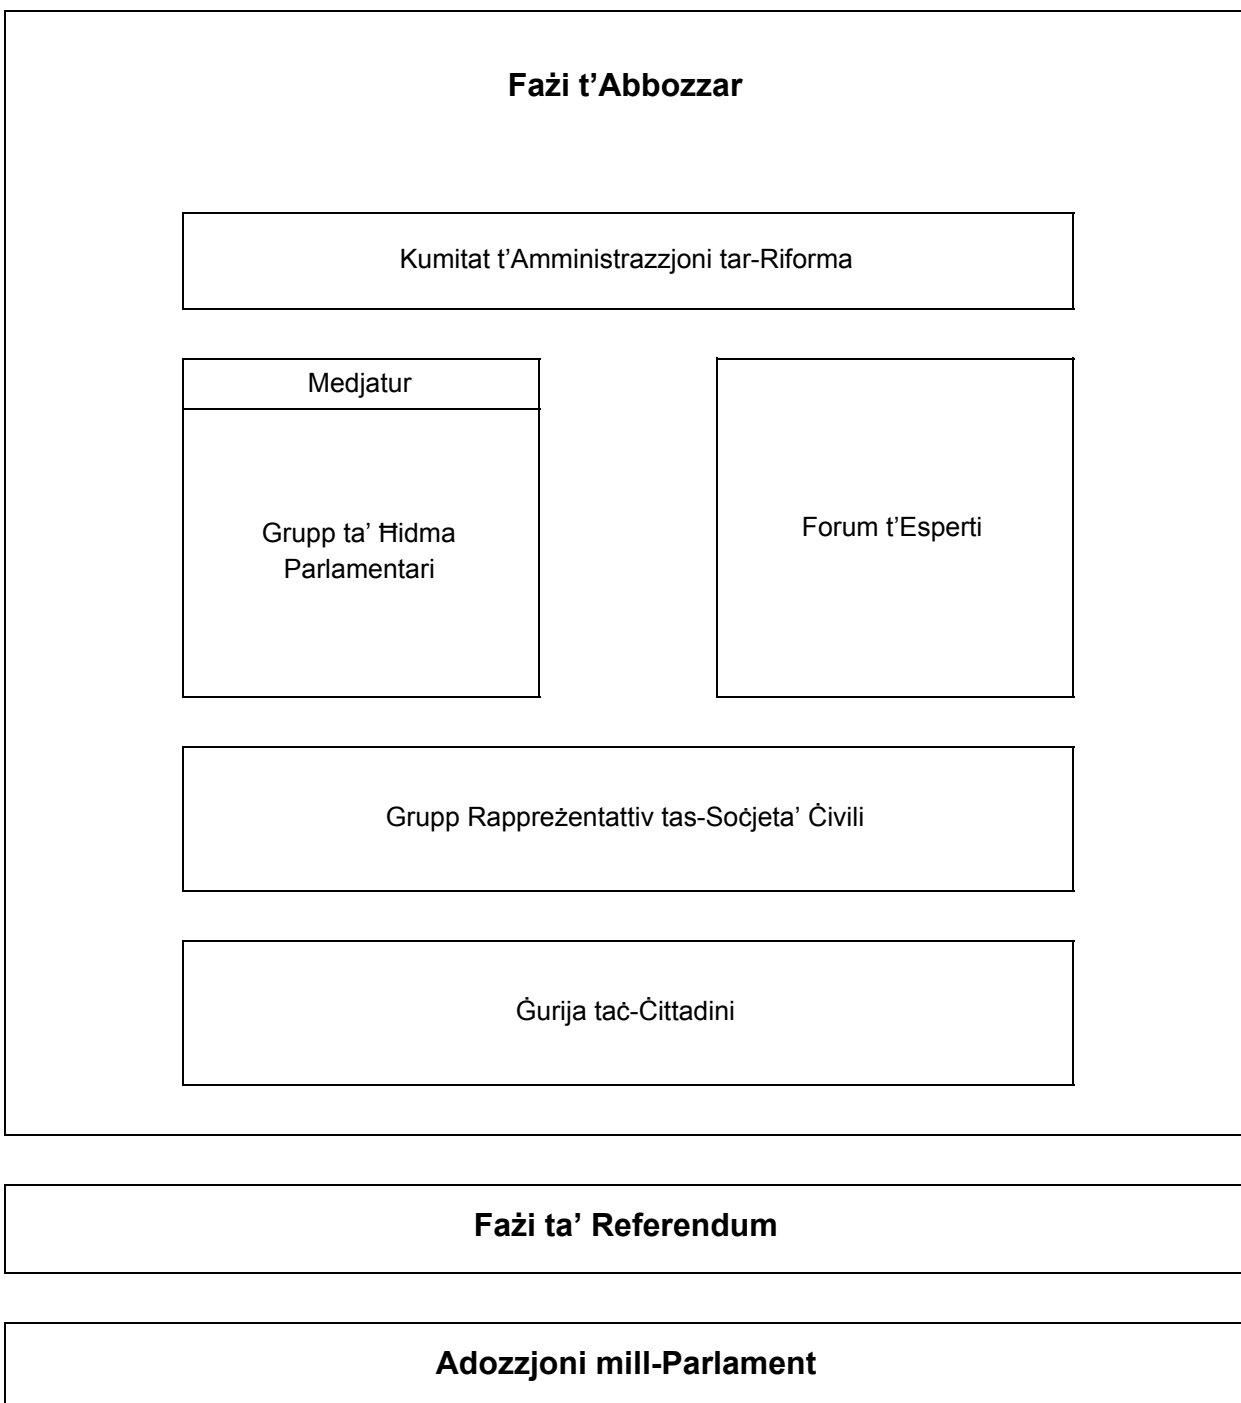 Fażi t’Abbozzar
Kumitat t’Amministrazzjoni tar-Riforma
Medjatur
Grupp ta’ Ħidma
Parlamentari
Forum t’Esperti
Grupp Rappreżentattiv tas-Soċjeta’ Ċivili
Ġurija taċ-Ċittadini
Fażi ta’ Referendum
Adozzjoni mill-Parlament